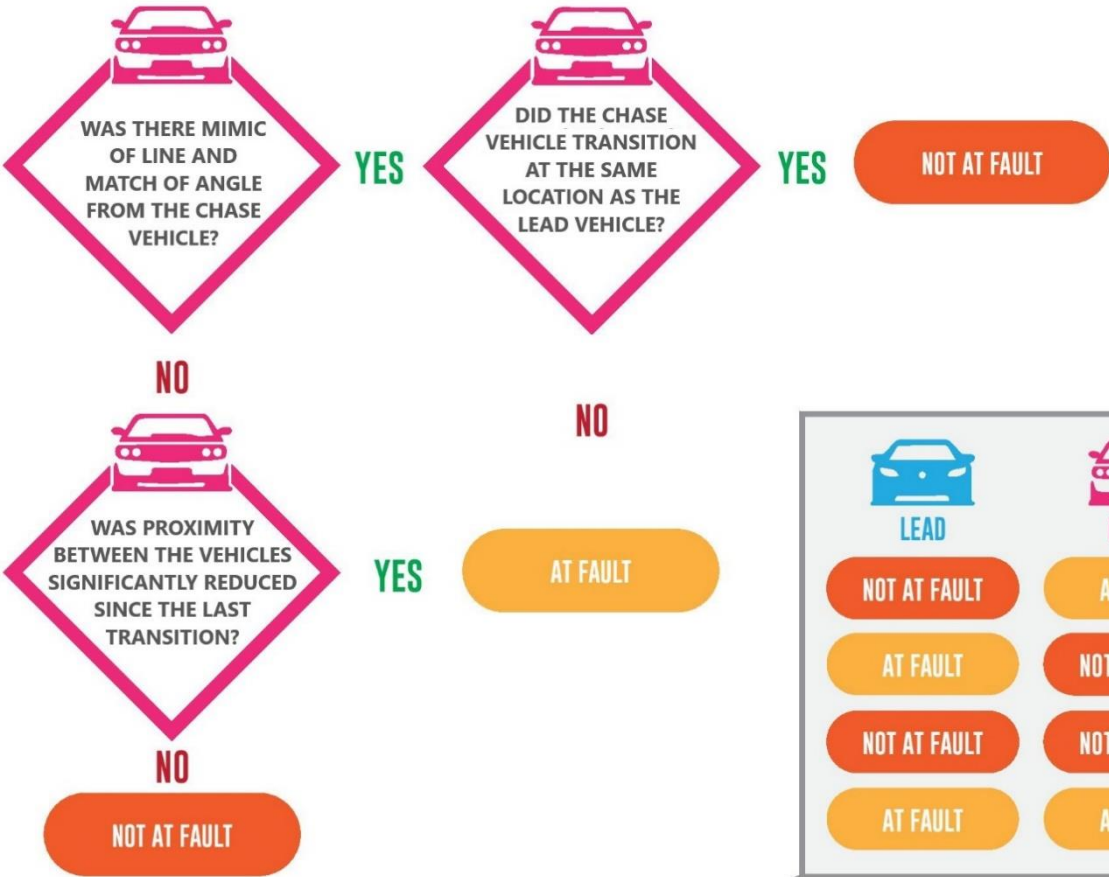 WAS THERE MIMIC
OF LINE AND
MATCH OF ANGLE
FROM THE CHASE
VEHICLE?
YES
DID THE CHASE
VEHICLE TRANSITION
AT THE SAME
LOCATION AS THE
LEAD VEHICLE?
YES
NOT AT FAULT
NO
NO
WAS PROXIMITY
BETWEEN THE VEHICLES
SIGNIFICANTLY REDUCED
SINCE THE LAST
TRANSITION?
YES
AT FAULT
NO
NOT AT FAULT
LEAD
NOT AT FAULT
A
AT FAULT
NOT
NOT AT FAULT
NOT
AT FAULT
A